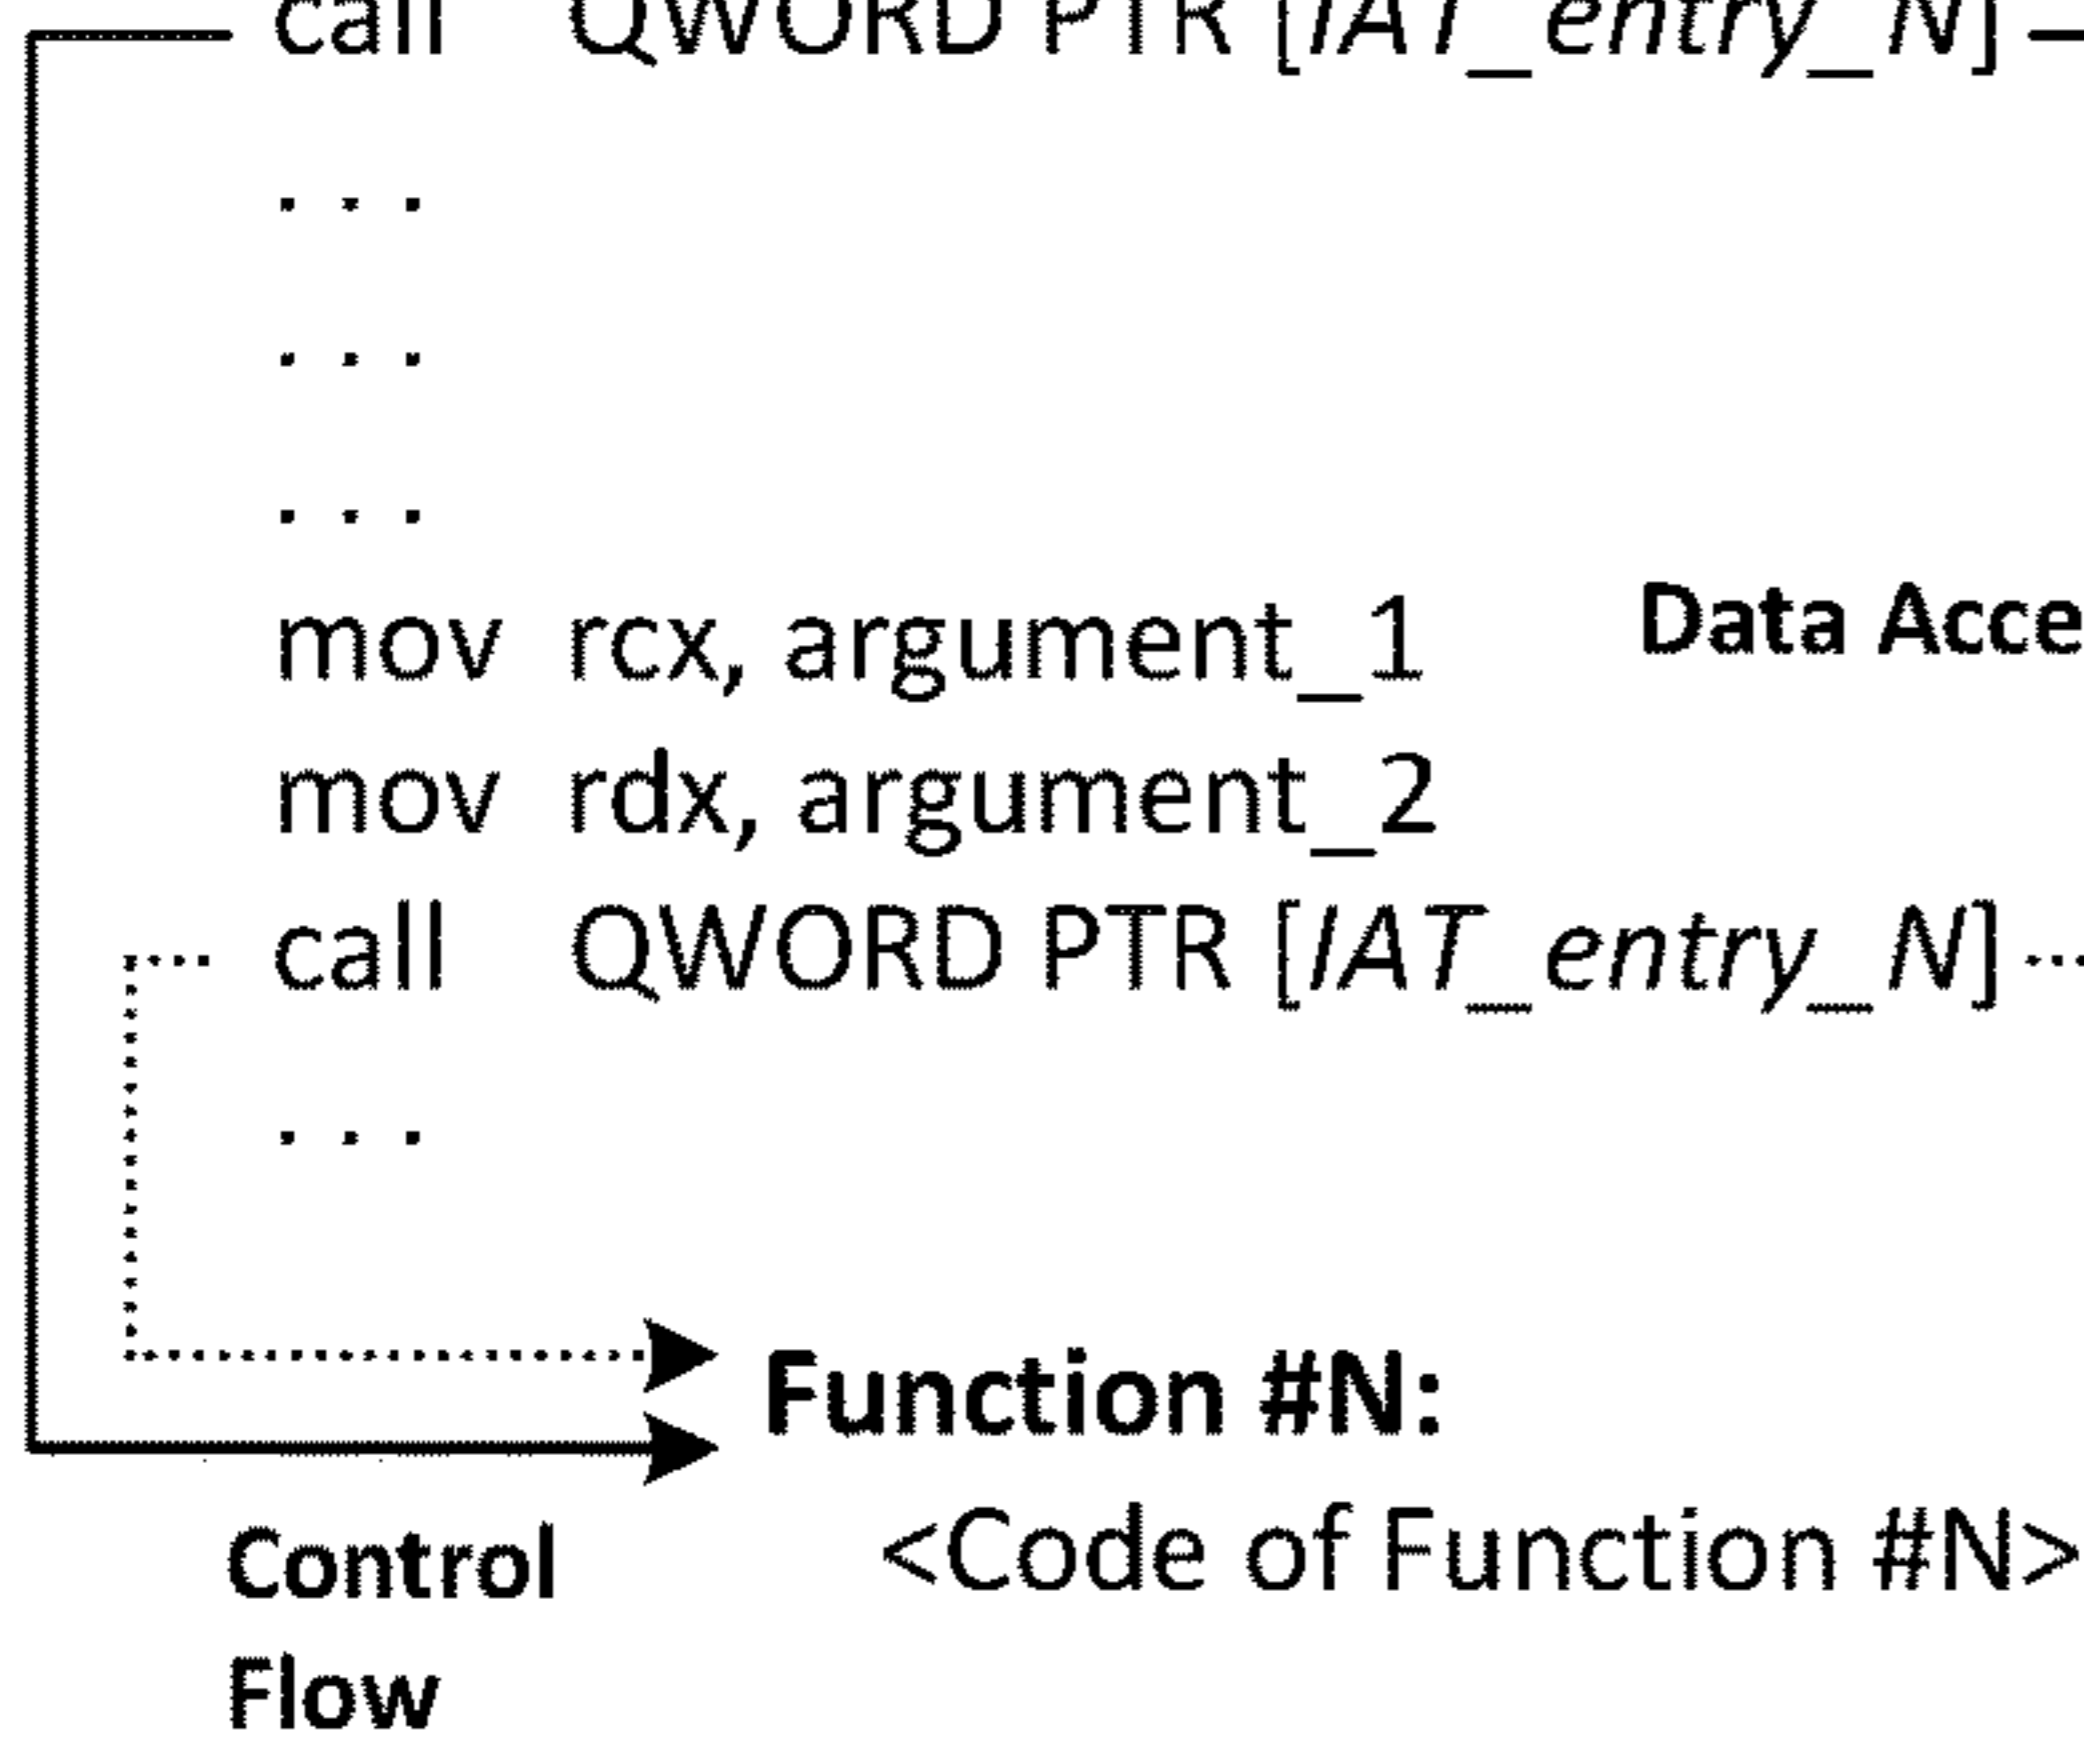 call QWORD PTR [IAT_entry_N]
. . .
. . .
. . .
mov rcx, argument_1
Data Acce
mov rdx, argument_2
call QWORD PTR [IAT_entry_N]
. . .
Function #N:
<Code of Function #N>
Control
Flow